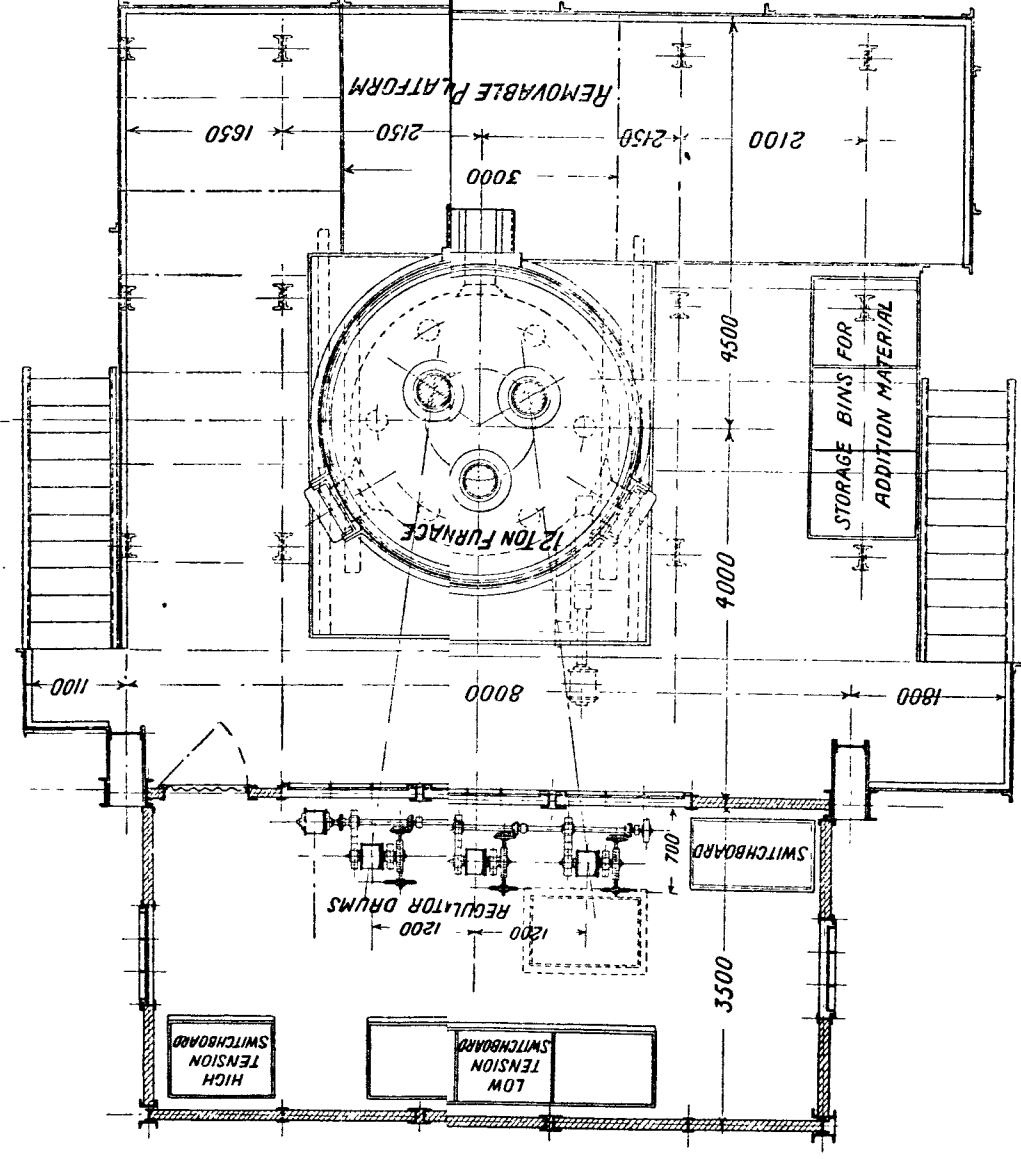 REMOVABLE PLATFORM
1650
2150
2150
2100
3000
4500
STORAGE BINS FOR
ADDITION MATERIAL
12 TON FURNACE
4000
1100
8000
1800
700
SWITCHBOARD
REGULATOR DRUMS
1200
1200
3500
HIGH
TENSION
SWITCHBOARD
LOW
TENSION
SWITCHBOARD